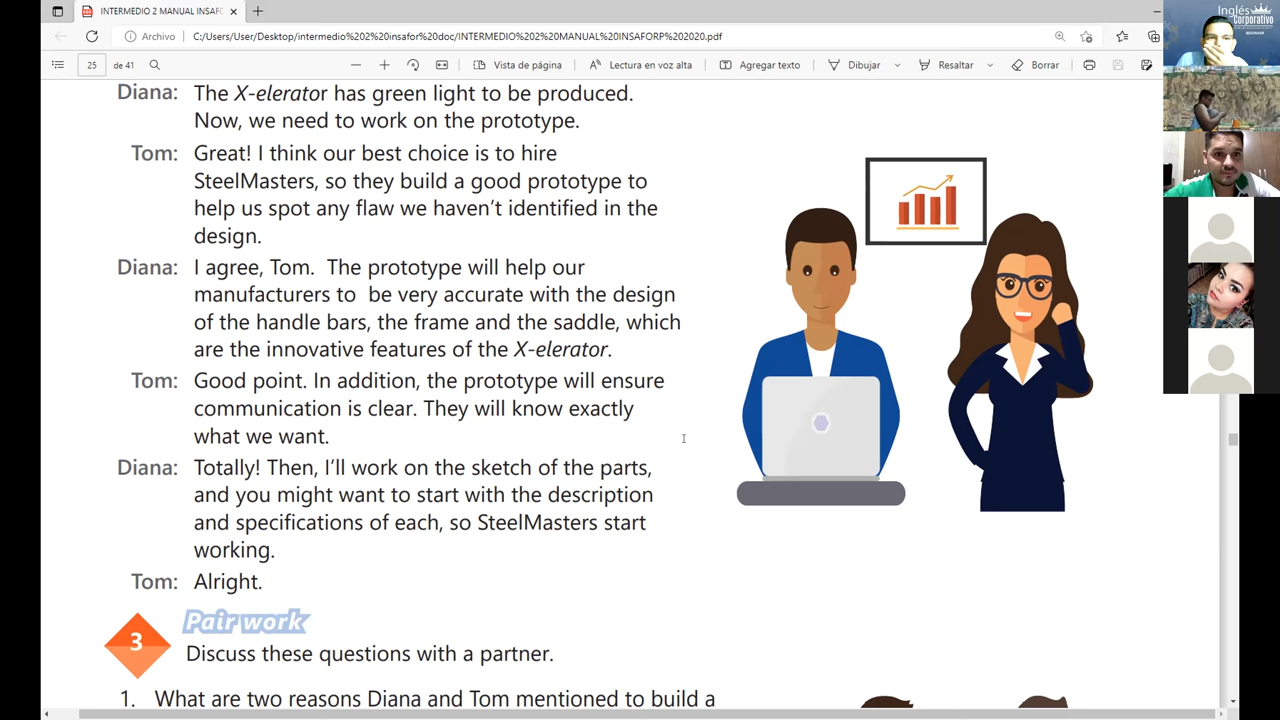 INTERMEDIO 2 MANUAL INSAFOR
Archivo
C:/Users/User/Desktop/intermedio%202%20insafor%20doc/INTERMEDIO%202%20MANUAL%20INSAFORP%202020.pdf
25 de 41
Vista de página
Lectura en voz alta
Agregar texto
Dibujar
Resaltar
Borrar
Inglés
Corporativo
Diana: The X-elerator has green light to be produced.
Now, we need to work on the prototype.
Tom: Great! I think our best choice is to hire
SteelMasters, so they build a good prototype to
help us spot any flaw we haven't identified in the
design.
Diana: I agree, Tom. The prototype will help our
manufacturers to be very accurate with the design
of the handle bars, the frame and the saddle, which
are the innovative features of the X-elerator.
Tom: Good point. In addition, the prototype will ensure
communication is clear. They will know exactly
what we want.
Diana: Totally! Then, I'll work on the sketch of the parts,
and you might want to start with the description
and specifications of each, so SteelMasters start
working.
Tom: Alright.
3 Pair work
Discuss these questions with a partner.
1. What are two reasons Diana and Tom mentioned to build a